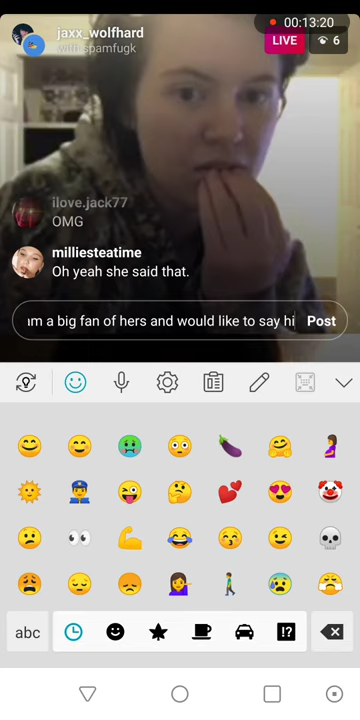 00:13:20
jaxx_wolfhard
with spamfugk
LIVE 6
ilove.jack77
OMG
milliesteatime
Oh yeah she said that.
am a big fan of hers and would like to say hi Post
abc !?